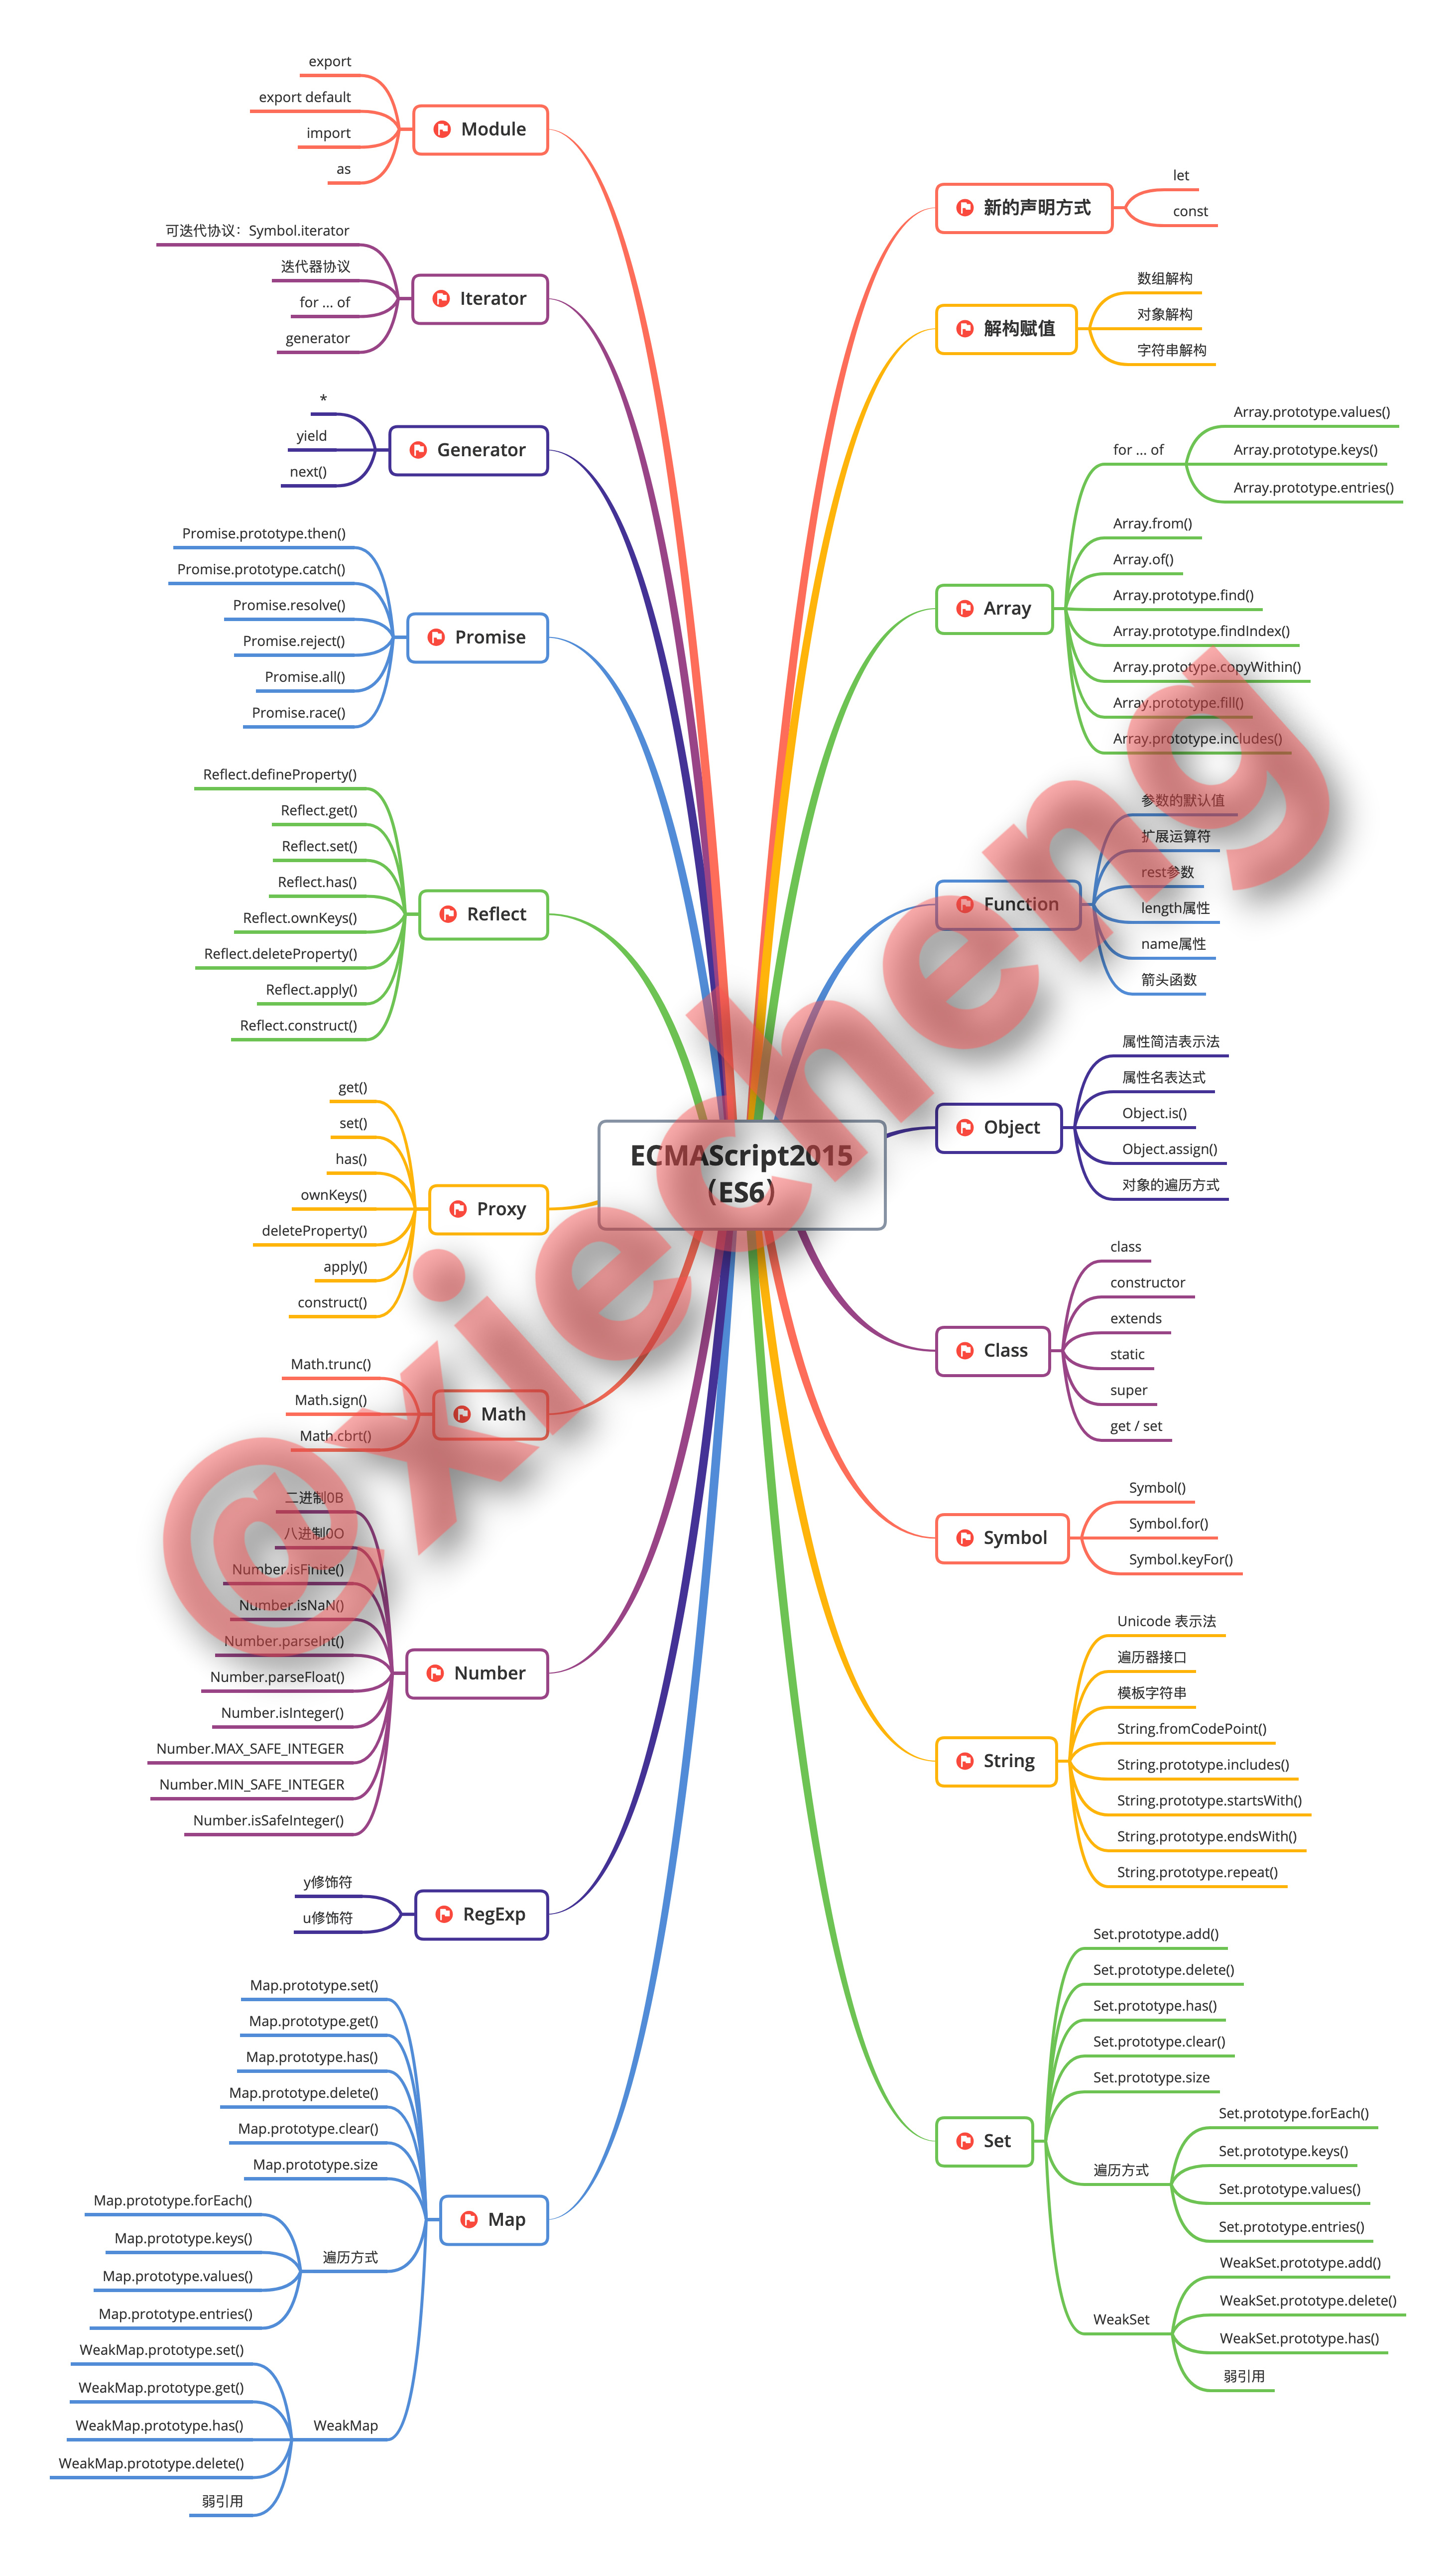 ECMAScript2015
（ES6）
新的声明方式
let
const
解构赋值
数组解构
对象解构
字符串解构
Array
for ... of
Array.prototype.values()
Array.prototype.keys()
Array.prototype.entries()
Array.from()
Array.of()
Array.prototype.find()
Array.prototype.findIndex()
Array.prototype.copyWithin()
Array.prototype.fill()
Array.prototype.includes()
Function
参数的默认值
扩展运算符
rest参数
length属性
name属性
箭头函数
Object
属性简洁表示法
属性名表达式
Object.is()
Object.assign()
对象的遍历方式
Class
class
constructor
extends
static
super
get / set
Symbol
Symbol()
Symbol.for()
Symbol.keyFor()
String
Unicode 表示法
遍历器接口
模板字符串
String.fromCodePoint()
String.prototype.includes()
String.prototype.startsWith()
String.prototype.endsWith()
String.prototype.repeat()
Set
Set.prototype.add()
Set.prototype.delete()
Set.prototype.has()
Set.prototype.clear()
Set.prototype.size
遍历方式
Set.prototype.forEach()
Set.prototype.keys()
Set.prototype.values()
Set.prototype.entries()
WeakSet
WeakSet.prototype.add()
WeakSet.prototype.delete()
WeakSet.prototype.has()
弱引用
Module
export
export default
import
as
Iterator
可迭代协议：Symbol.iterator
迭代器协议
for ... of
generator
Generator
*
yield
next()
Promise
Promise.prototype.then()
Promise.prototype.catch()
Promise.resolve()
Promise.reject()
Promise.all()
Promise.race()
Reflect
Reflect.defineProperty()
Reflect.get()
Reflect.set()
Reflect.has()
Reflect.ownKeys()
Reflect.deleteProperty()
Reflect.apply()
Reflect.construct()
Proxy
get()
set()
has()
ownKeys()
deleteProperty()
apply()
construct()
Math
Math.trunc()
Math.sign()
Math.cbrt()
Number
二进制0B
八进制0O
Number.isFinite()
Number.isNaN()
Number.parseInt()
Number.parseFloat()
Number.isInteger()
Number.MAX_SAFE_INTEGER
Number.MIN_SAFE_INTEGER
Number.isSafeInteger()
RegExp
y修饰符
u修饰符
Map
Map.prototype.set()
Map.prototype.get()
Map.prototype.has()
Map.prototype.delete()
Map.prototype.clear()
Map.prototype.size
遍历方式
Map.prototype.forEach()
Map.prototype.keys()
Map.prototype.values()
Map.prototype.entries()
WeakMap
WeakMap.prototype.set()
WeakMap.prototype.get()
WeakMap.prototype.has()
WeakMap.prototype.delete()
弱引用
@xiecheng